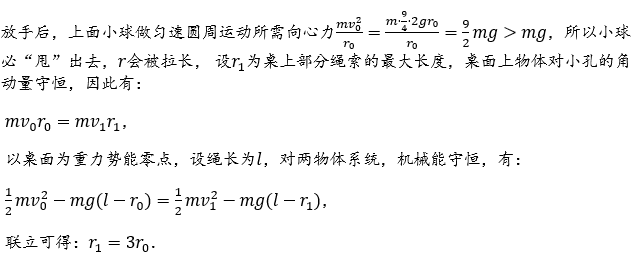 放手后，上面小球做匀速圆周运动所需向心力$\frac{mv_0^2}{r_0}=\frac{m\cdot\frac{9}{4}\cdot 2gr_0}{r_0}=\frac{9}{2}mg>mg$，所以小球
必“甩”出去，$r$会被拉长， 设$r_1$为桌上部分绳索的最大长度，桌面上物体对小孔的角
动量守恒，因此有：
$mv_0r_0=mv_1r_1$，
以桌面为重力势能零点，设绳长为$l$，对两物体系统，机械能守恒，有：
$\frac{1}{2}mv_0^2-mg(l-r_0)=\frac{1}{2}mv_1^2-mg(l-r_1)$，
联立可得：$r_1=3r_0$.